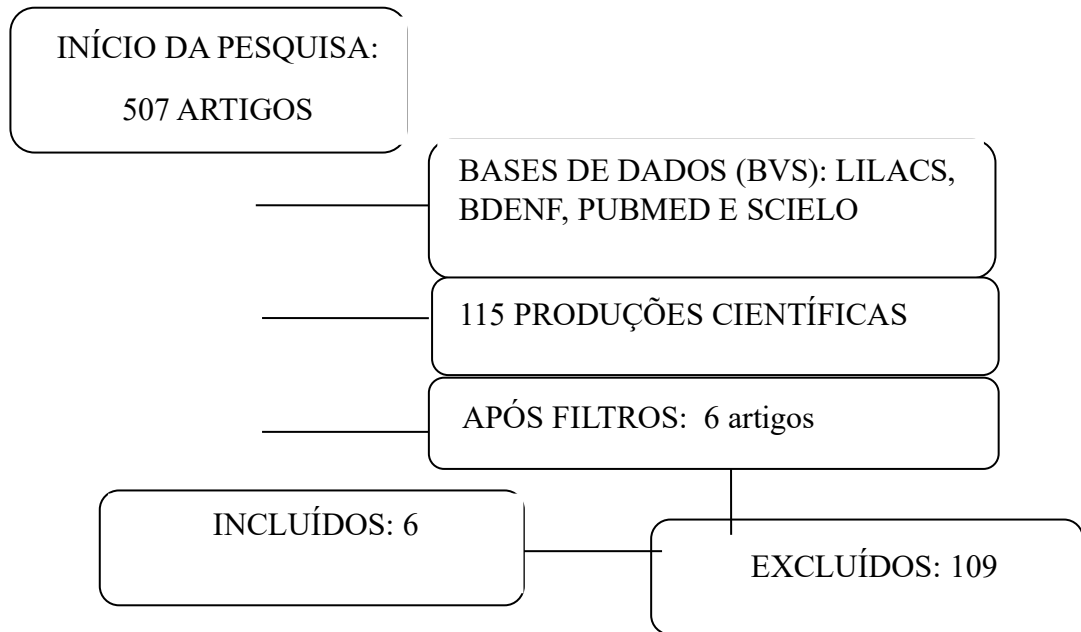 INÍCIO DA PESQUISA:
507 ARTIGOS
BASES DE DADOS (BVS): LILACS,
BDENF, PUBMED E SCIELO
115 PRODUÇÕES CIENTÍFICAS
APÓS FILTROS: 6 artigos
INCLUÍDOS: 6
EXCLUÍDOS: 109